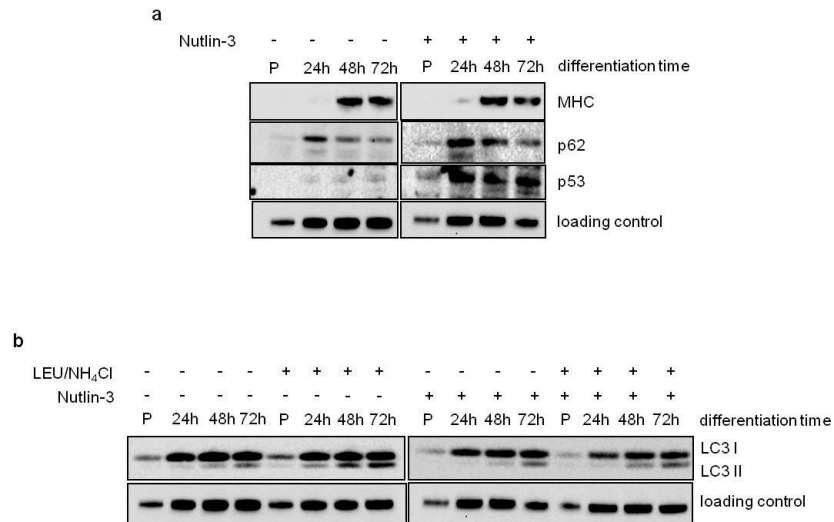 a
Nutlin-3 - - - - + + + +
P 24h 48h 72h P 24h 48h 72h differentiation time
MHC
p62
p53
loading control
b
LEU/NH₄Cl - - - - + + + + - - - - + + + +
Nutlin-3 - - - - - - - - + + + + + + + +
P 24h 48h 72h P 24h 48h 72h P 24h 48h 72h P 24h 48h 72h differentiation time
LC3 I
LC3 II
loading control